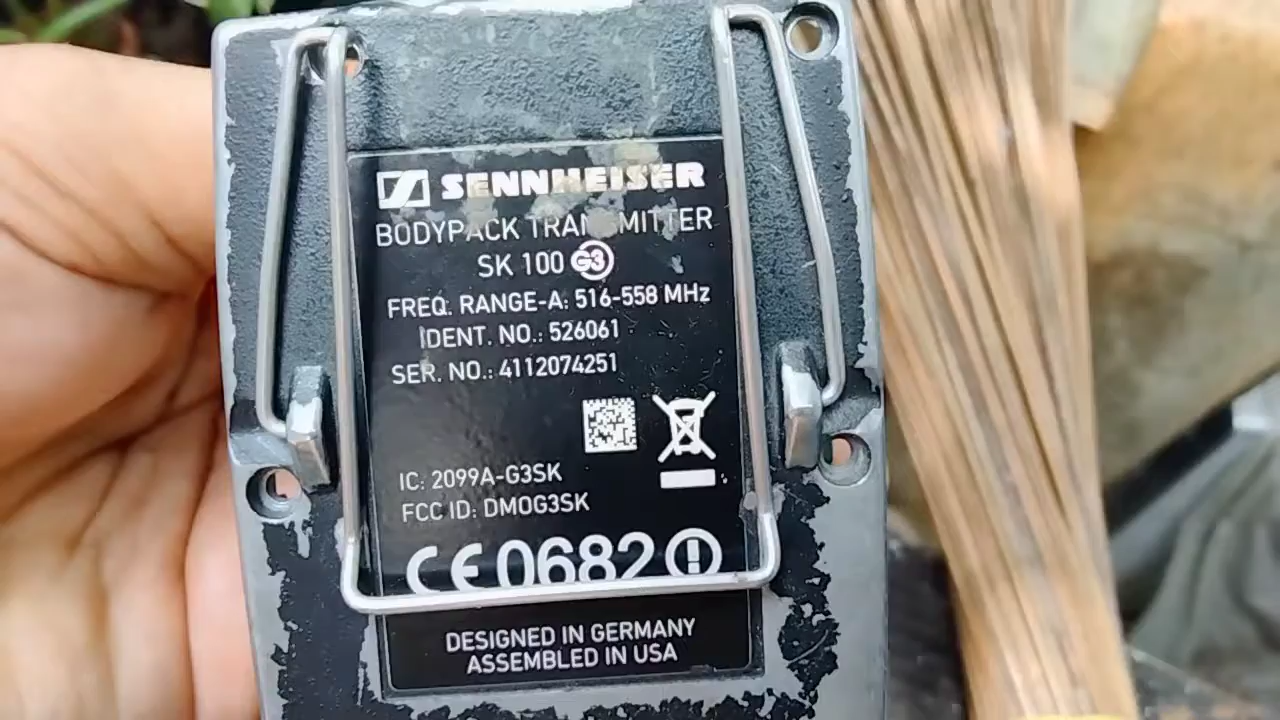 SENNHEISER
BODYPACK TRANSMITTER
SK 100 G3
FREQ. RANGE-A: 516-558 MHz
IDENT. NO.: 526061
SER. NO.: 4112074251
IC: 2099A-G3SK
FCC ID: DMOG3SK
CE 0682
DESIGNED IN GERMANY
ASSEMBLED IN USA